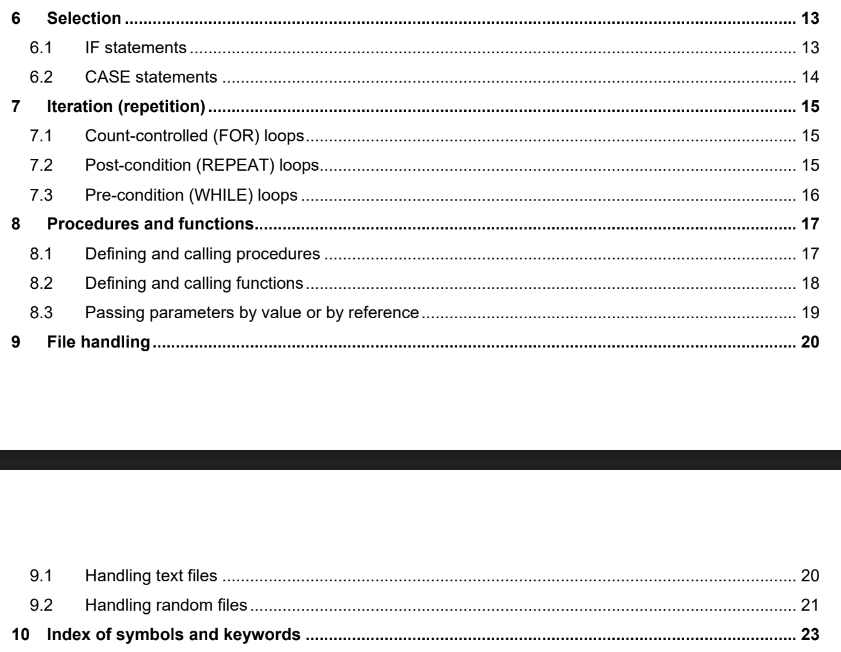 6 Selection ........................................ 13
6.1 IF statements ........................................ 13
6.2 CASE statements ........................................ 14
7 Iteration (repetition) ........................................ 15
7.1 Count-controlled (FOR) loops ........................................ 15
7.2 Post-condition (REPEAT) loops ........................................ 15
7.3 Pre-condition (WHILE) loops ........................................ 16
8 Procedures and functions ........................................ 17
8.1 Defining and calling procedures ........................................ 17
8.2 Defining and calling functions ........................................ 18
8.3 Passing parameters by value or by reference ........................................ 19
9 File handling ........................................ 20
9.1 Handling text files ........................................ 20
9.2 Handling random files ........................................ 21
10 Index of symbols and keywords ........................................ 23